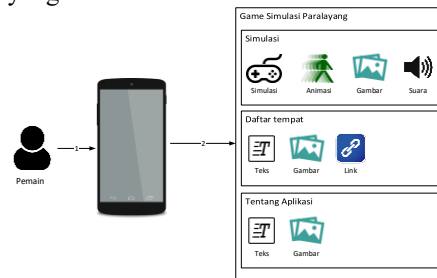 Game Simulasi Paralayang
Simulasi
Simulasi Animasi Gambar Suara
1
2
Pemain
Daftar tempat
T
Teks Gambar Link
Tentang Aplikasi
T
Teks Gambar